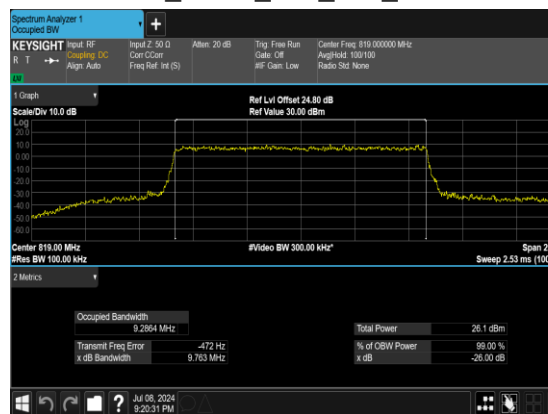 Spectrum Analyzer 1
Occupied BW
KEYSIGHT Input: RF Input Z: 50 Ω Atten: 20 dB Trig: Free Run Center Freq: 819.000000 MHz
R T Coupling: DC Corr CCorr Gate: Off Avg|Hold: 100/100
Align: Auto Freq Ref: Int (S) #IF Gain: Low Radio Std: None
1 Graph
Ref Lvl Offset 24.80 dB
Scale/Div 10.0 dB Ref Value 30.00 dBm
Log
20.0
10.0
0.00
-10.0
-20.0
-30.0
-40.0
-50.0
-60.0
Center 819.00 MHz #Video BW 300.00 kHz* Span 2
#Res BW 100.00 kHz Sweep 2.53 ms (100
2 Metrics
Occupied Bandwidth
9.2864 MHz Total Power 26.1 dBm
Transmit Freq Error -472 Hz % of OBW Power 99.00 %
x dB Bandwidth 9.763 MHz x dB -26.00 dB
Jul 08, 2024
9:20:31 PM